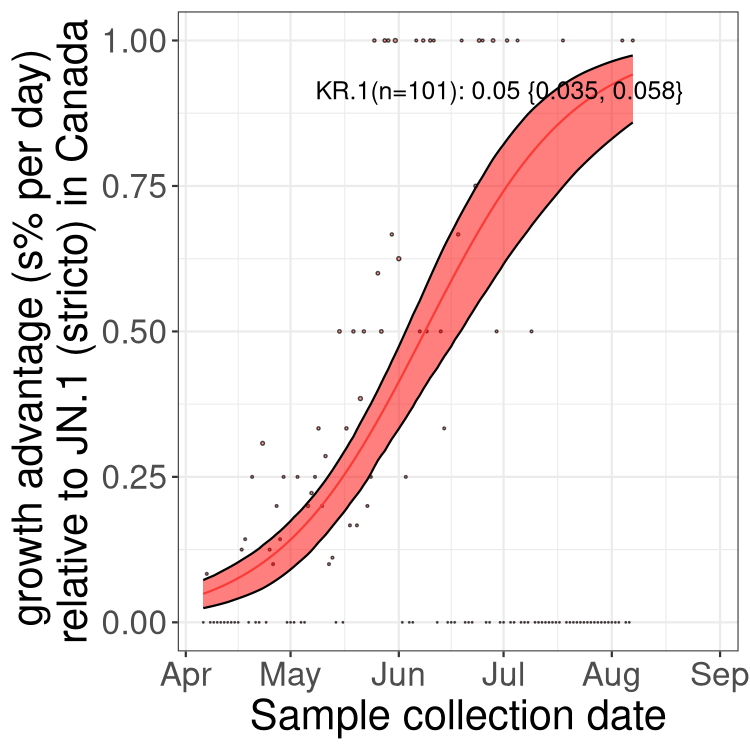 growth advantage (s% per day)
relative to JN.1 (stricto) in Canada
1.00
0.75
0.50
0.25
0.00
KR.1(n=101): 0.05 {0.035, 0.058}
Apr May Jun Jul Aug Sep
Sample collection date